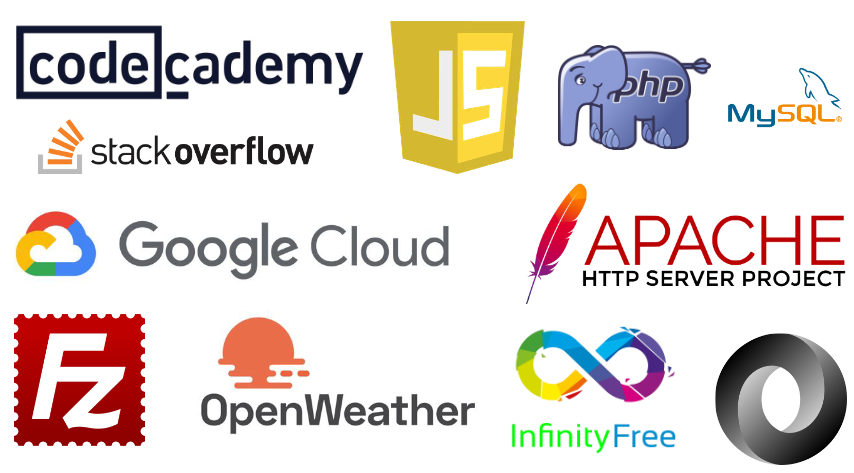 codecademy
JS
php
MySQL®
stackoverflow
Google Cloud
APACHE
HTTP SERVER PROJECT
FZ
OpenWeather
InfinityFree